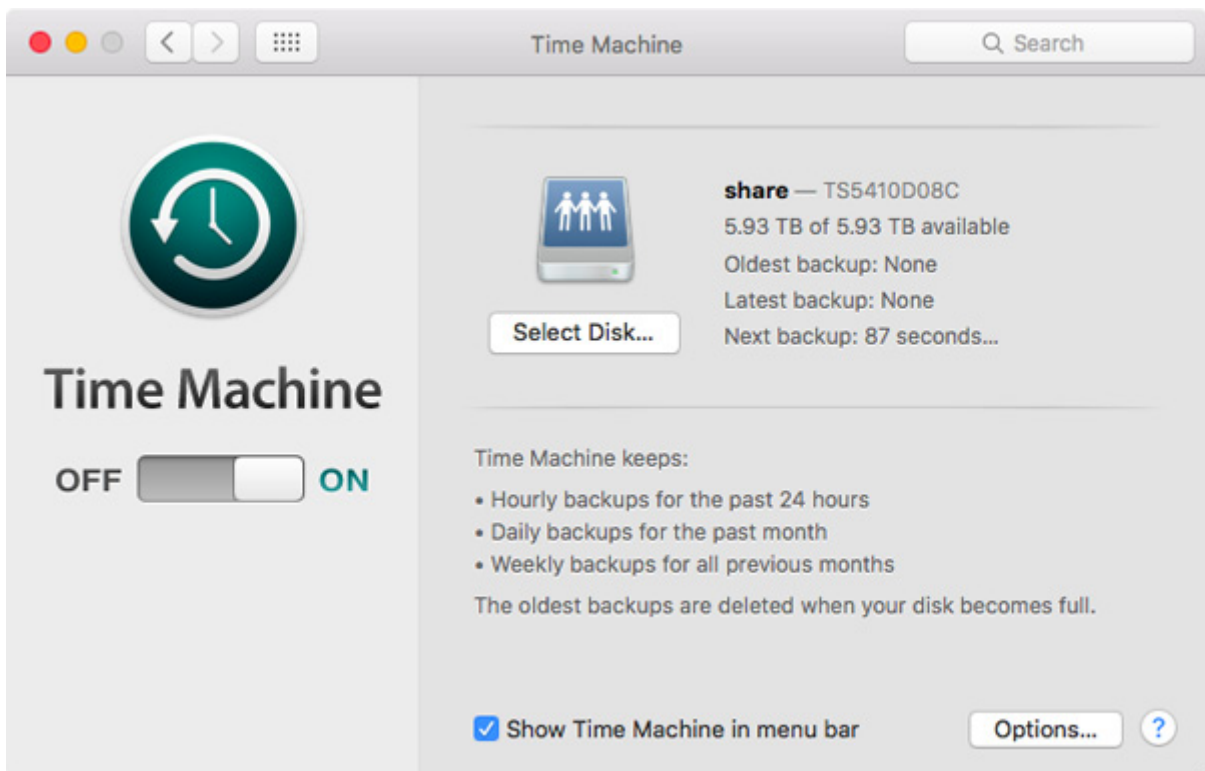 Time Machine
Search
Time Machine
OFF ON
share — TS5410D08C
5.93 TB of 5.93 TB available
Oldest backup: None
Latest backup: None
Next backup: 87 seconds...
Select Disk...
Time Machine keeps:
• Hourly backups for the past 24 hours
• Daily backups for the past month
• Weekly backups for all previous months
The oldest backups are deleted when your disk becomes full.
Show Time Machine in menu bar
Options...
?